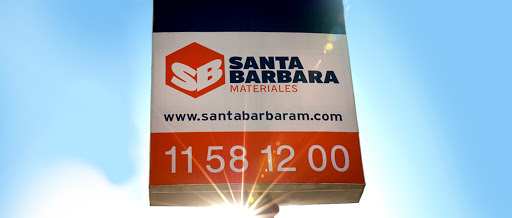 SB
SANTA
BARBARA
MATERIALES
www.santabarbaram.com
11 58 12 00